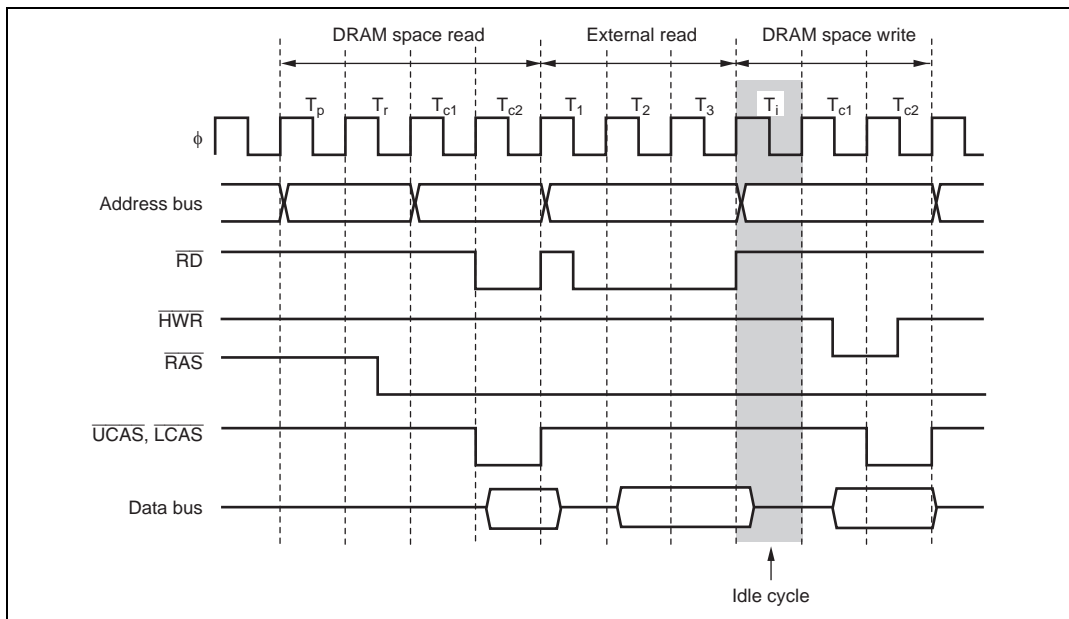 DRAM space read External read DRAM space write
Tp Tr Tc1 Tc2 T1 T2 T3 Ti Tc1 Tc2
ϕ
Address bus
RD
HWR
RAS
UCAS, LCAS
Data bus
Idle cycle